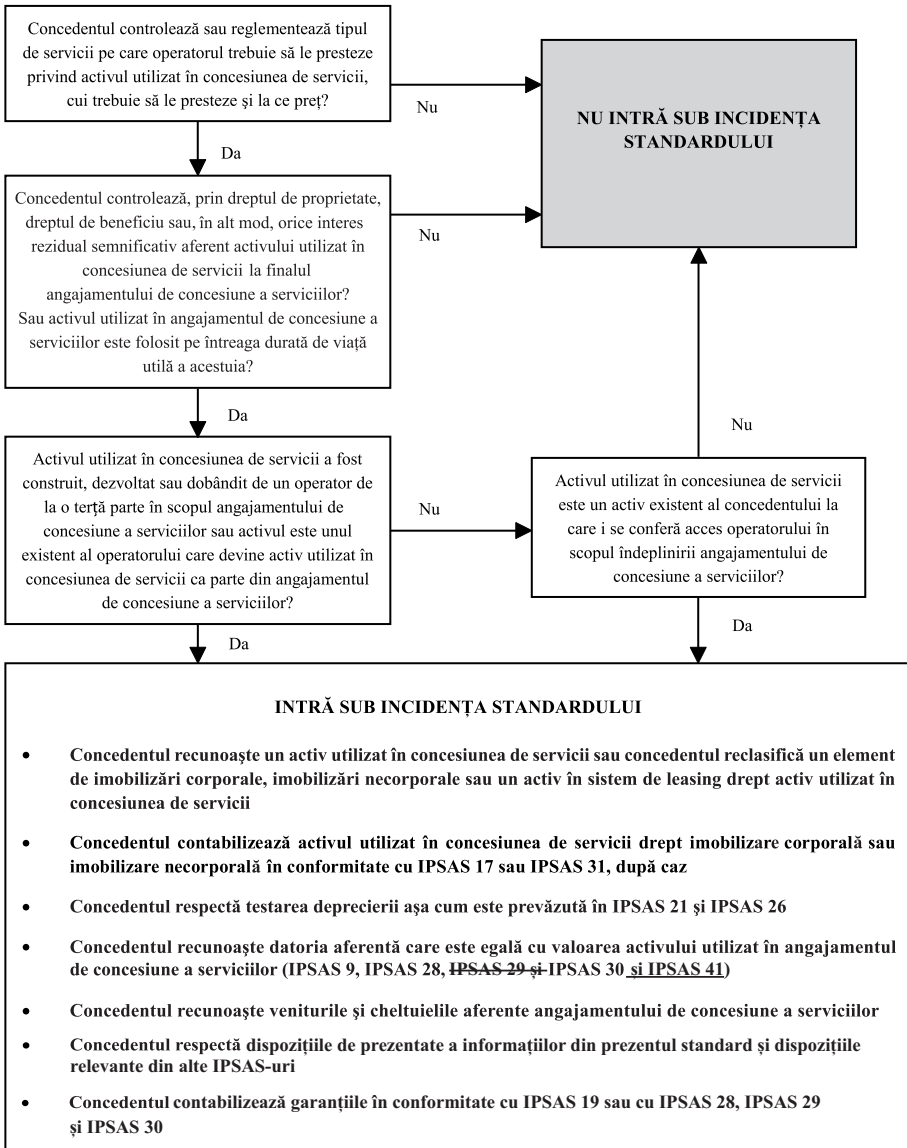 Concedentul controlează sau reglementează tipul
de servicii pe care operatorul trebuie să le presteze
privind activul utilizat în concesiunea de servicii,
cui trebuie să le presteze şi la ce preţ?
Nu
NU INTRĂ SUB INCIDENȚA
STANDARDULUI
Da
Concedentul controlează, prin dreptul de proprietate,
dreptul de beneficiu sau, în alt mod, orice interes
rezidual semnificativ aferent activului utilizat în
concesiunea de servicii la finalul
angajamentului de concesiune a serviciilor?
Sau activul utilizat în angajamentul de concesiune a
serviciilor este folosit pe întreaga durată de viaţă
utilă a acestuia?
Nu
Da
Nu
Activul utilizat în concesiunea de servicii a fost
construit, dezvoltat sau dobândit de un operator de
la o terţă parte în scopul angajamentului de
concesiune a serviciilor sau activul este unul
existent al operatorului care devine activ utilizat în
concesiunea de servicii ca parte din angajamentul
de concesiune a serviciilor?
Nu
Activul utilizat în concesiunea de servicii
este un activ existent al concedentului la
care i se conferă acces operatorului în
scopul îndeplinirii angajamentului de
concesiune a serviciilor?
Da
Da
INTRĂ SUB INCIDENȚA STANDARDULUI
• Concedentul recunoaşte un activ utilizat în concesiunea de servicii sau concedentul reclasifică un element
de imobilizări corporale, imobilizări necorporale sau un activ în sistem de leasing drept activ utilizat în
concesiunea de servicii
• Concedentul contabilizează activul utilizat în concesiunea de servicii drept imobilizare corporală sau
imobilizare necorporală în conformitate cu IPSAS 17 sau IPSAS 31, după caz
• Concedentul respectă testarea deprecierii aşa cum este prevăzută în IPSAS 21 şi IPSAS 26
• Concedentul recunoaşte datoria aferentă care este egală cu valoarea activului utilizat în angajamentul
de concesiune a serviciilor (IPSAS 9, IPSAS 28, IPSAS 29 și IPSAS 30 și IPSAS 41)
• Concedentul recunoaşte veniturile şi cheltuielile aferente angajamentului de concesiune a serviciilor
• Concedentul respectă dispozițiile de prezentate a informațiilor din prezentul standard și dispozițiile
relevante din alte IPSAS-uri
• Concedentul contabilizează garanțiile în conformitate cu IPSAS 19 sau cu IPSAS 28, IPSAS 29
și IPSAS 30